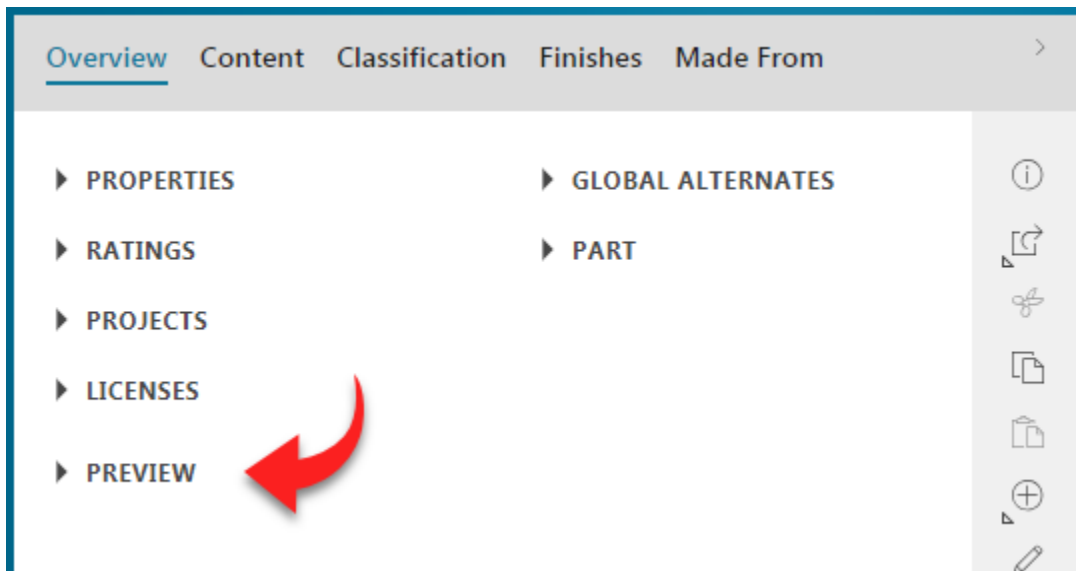 Overview Content Classification Finishes Made From
PROPERTIES
RATINGS
PROJECTS
LICENSES
PREVIEW
GLOBAL ALTERNATES
PART